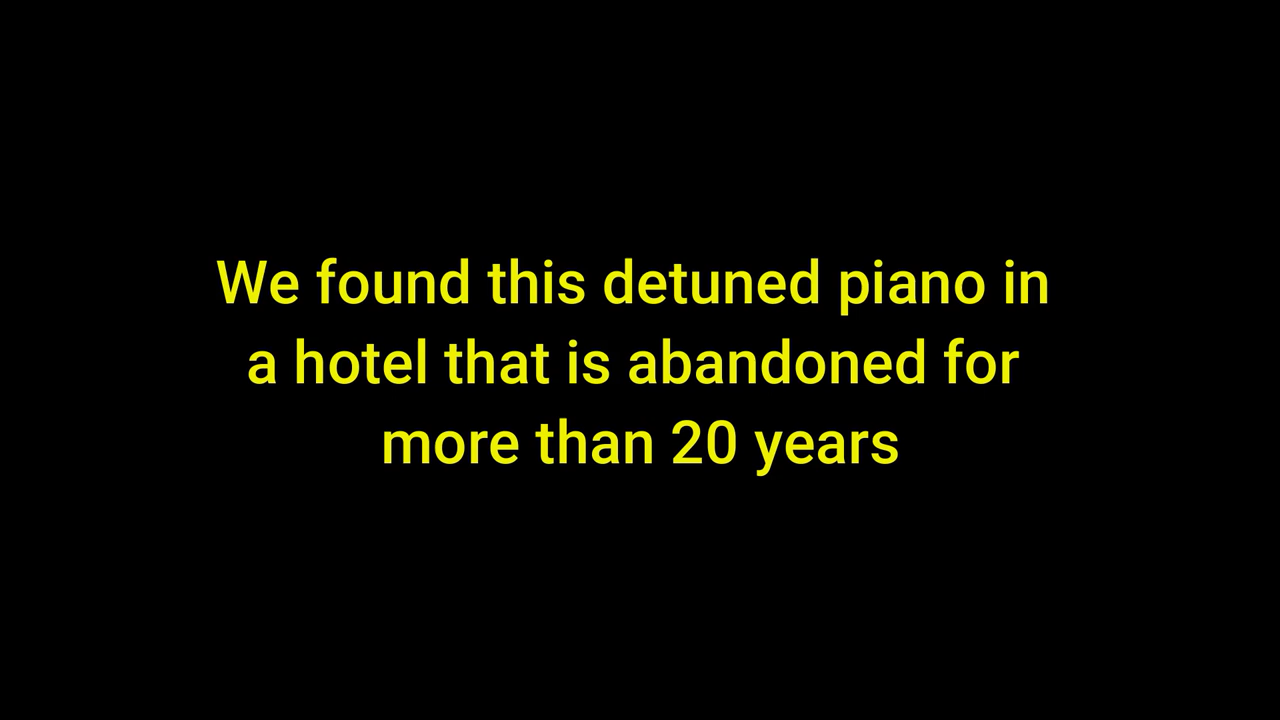 We found this detuned piano in
a hotel that is abandoned for
more than 20 years